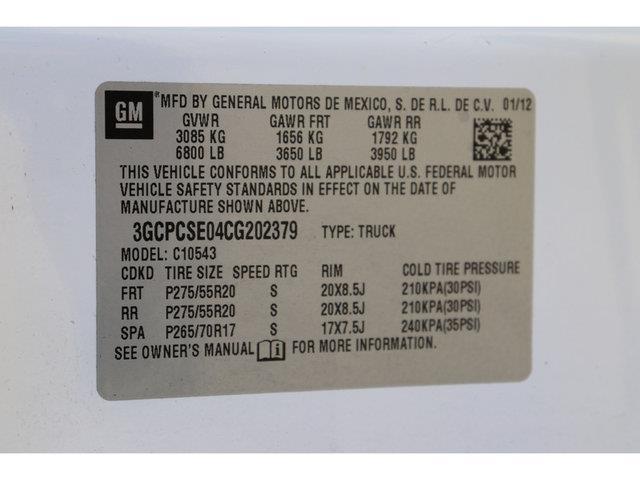 GM
*MFD BY GENERAL MOTORS DE MEXICO, S. DE R.L. DE C.V. 01/12
GVWR GAWR FRT GAWR RR
3085 KG 1656 KG 1792 KG
6800 LB 3650 LB 3950 LB
THIS VEHICLE CONFORMS TO ALL APPLICABLE U.S. FEDERAL MOTOR
VEHICLE SAFETY STANDARDS IN EFFECT ON THE DATE OF
MANUFACTURE SHOWN ABOVE.
3GCPCSE04CG202379 TYPE: TRUCK
MODEL: C10543
CDKD TIRE SIZE SPEED RTG RIM COLD TIRE PRESSURE
FRT P275/55R20 S 20X8.5J 210KPA(30PSI)
RR P275/55R20 S 20X8.5J 210KPA(30PSI)
SPA P265/70R17 S 17X7.5J 240KPA(35PSI)
SEE OWNER'S MANUAL i FOR MORE INFORMATION.